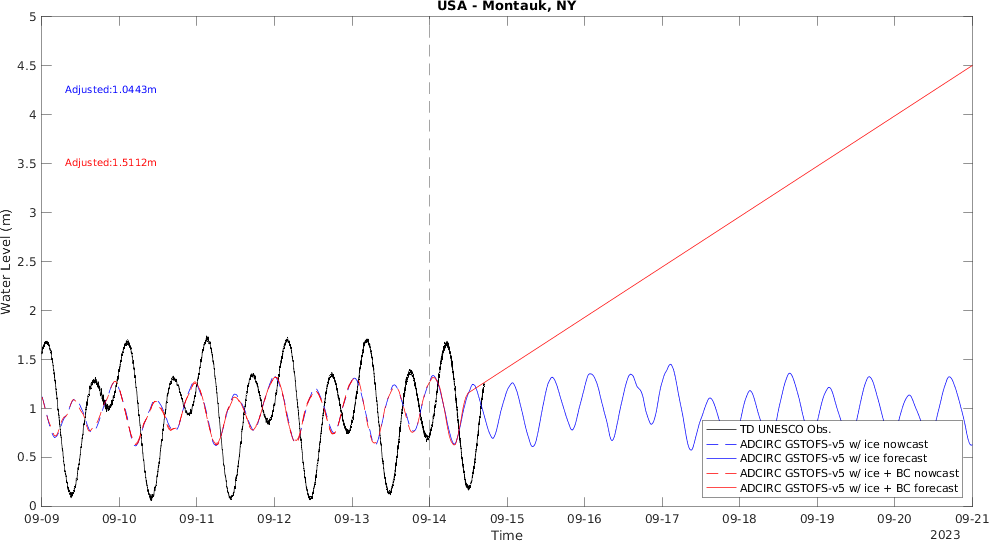 USA - Montauk, NY
5
4.5
4
3.5
3
2.5
2
1.5
1
0.5
0
Water Level (m)
Adjusted:1.0443m
Adjusted:1.5112m
TD UNESCO Obs.
ADCIRC GSTOFS-v5 w/ ice nowcast
ADCIRC GSTOFS-v5 w/ ice forecast
ADCIRC GSTOFS-v5 w/ ice + BC nowcast
ADCIRC GSTOFS-v5 w/ ice + BC forecast
09-09 09-10 09-11 09-12 09-13 09-14 09-15 09-16 09-17 09-18 09-19 09-20 09-21
Time
2023